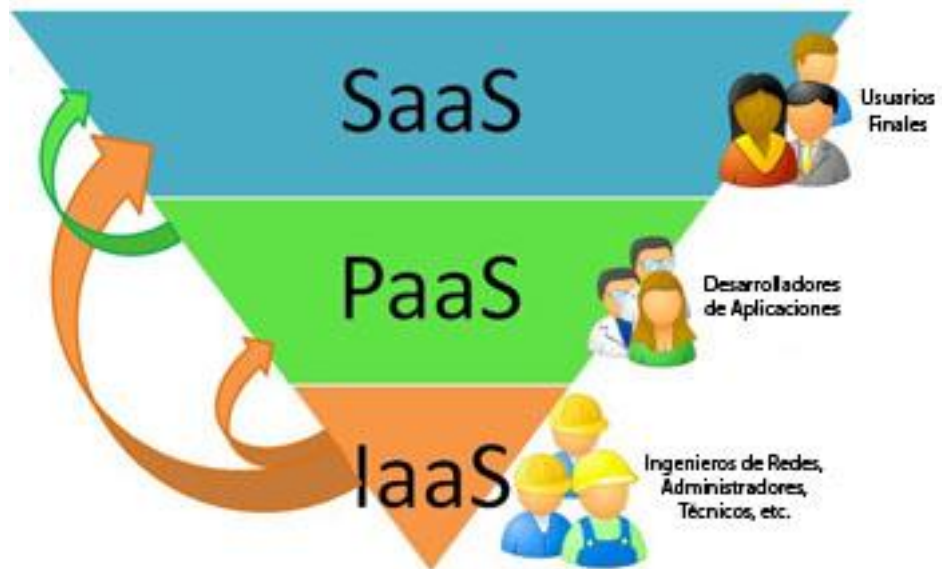 SaaS
Usuarios
Finales
PaaS
Desarrolladores
de Aplicaciones
IaaS
Ingenieros de Redes,
Administradores,
Técnicos, etc.